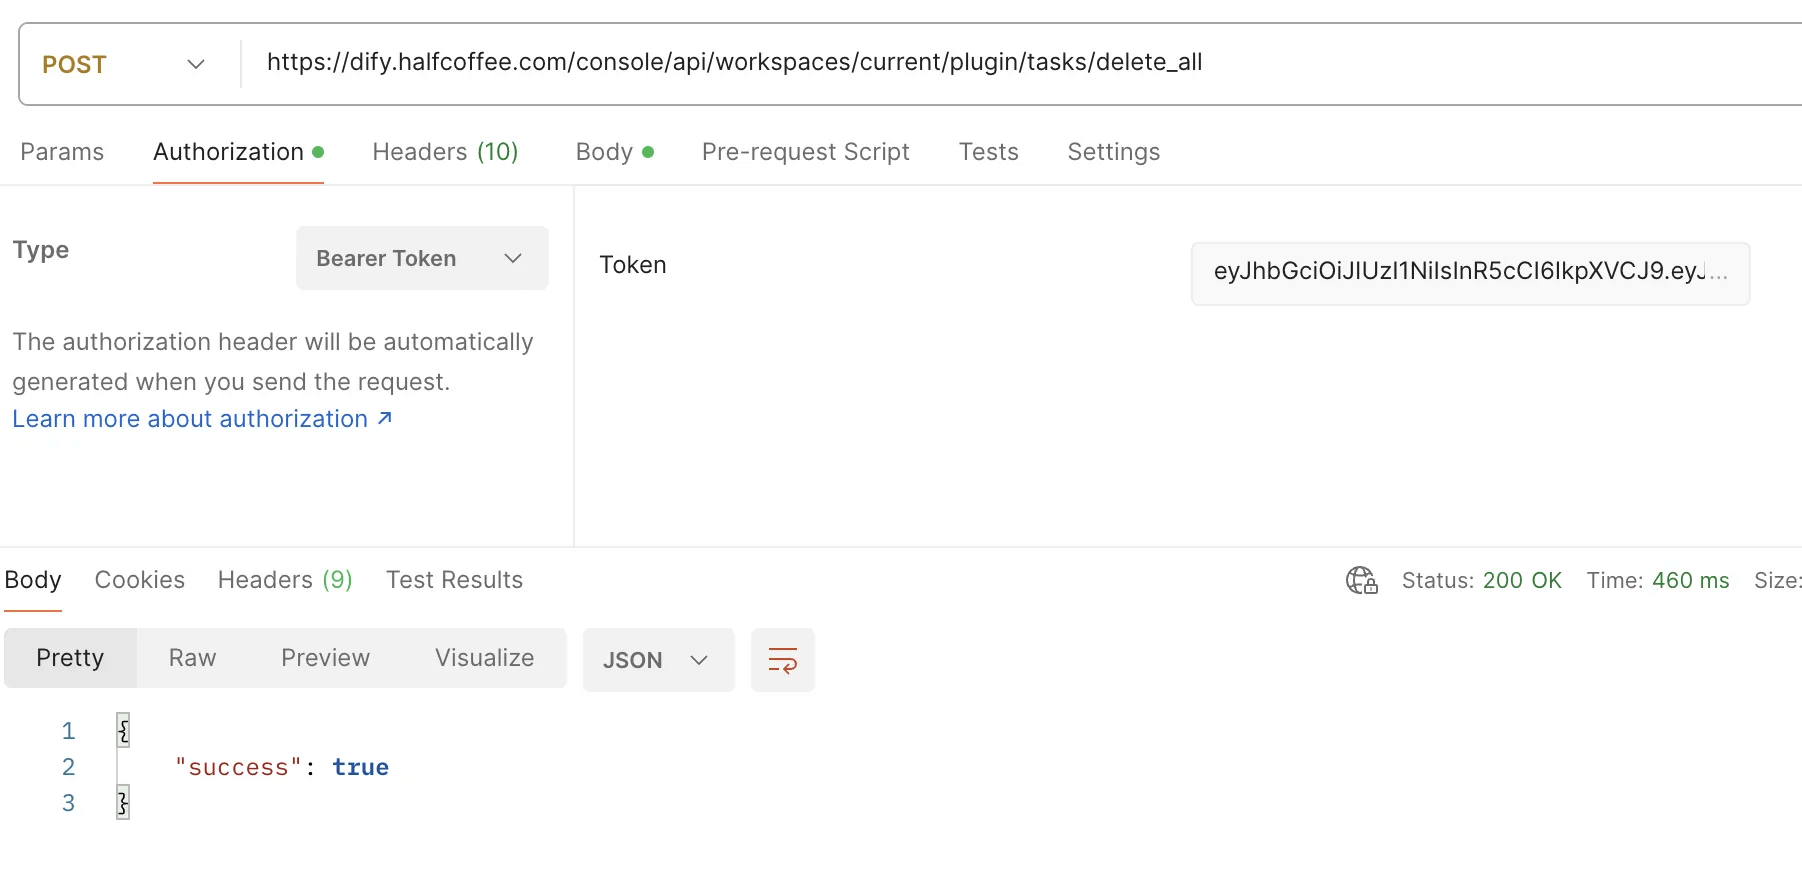 POST
https://dify.halfcoffee.com/console/api/workspaces/current/plugin/tasks/delete_all
Params Authorization Headers (10) Body Pre-request Script Tests Settings
Type Bearer Token
Token eyJhbGciOiJIUzI1NiIsInR5cCI6IkpXVCJ9.eyJ...
The authorization header will be automatically
generated when you send the request.
Learn more about authorization ↗
Body Cookies Headers (9) Test Results Status: 200 OK Time: 460 ms Size:
Pretty Raw Preview Visualize JSON
1 {
2 "success": true
3 }